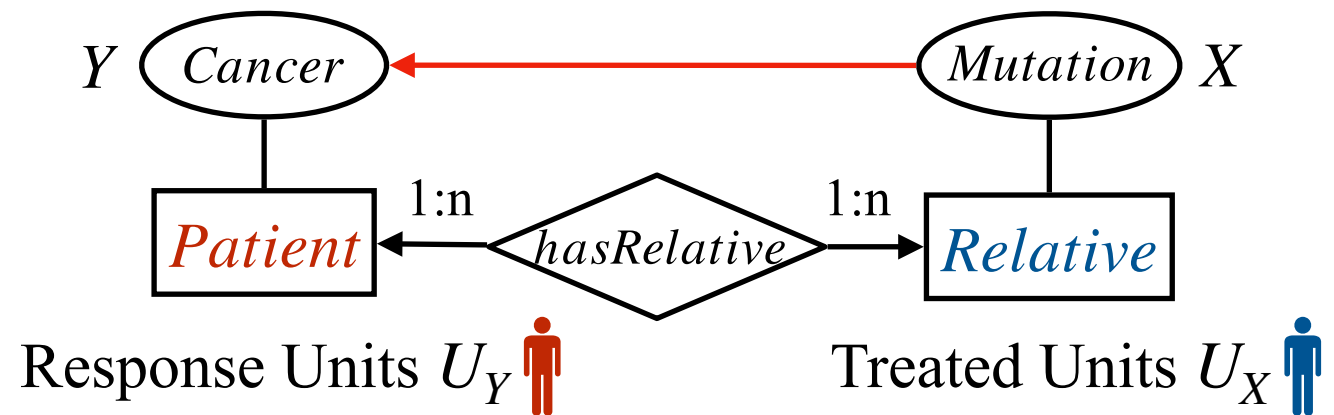 Y Cancer Mutation X
1:n 1:n
Patient hasRelative Relative
Response Units U_Y Treated Units U_X